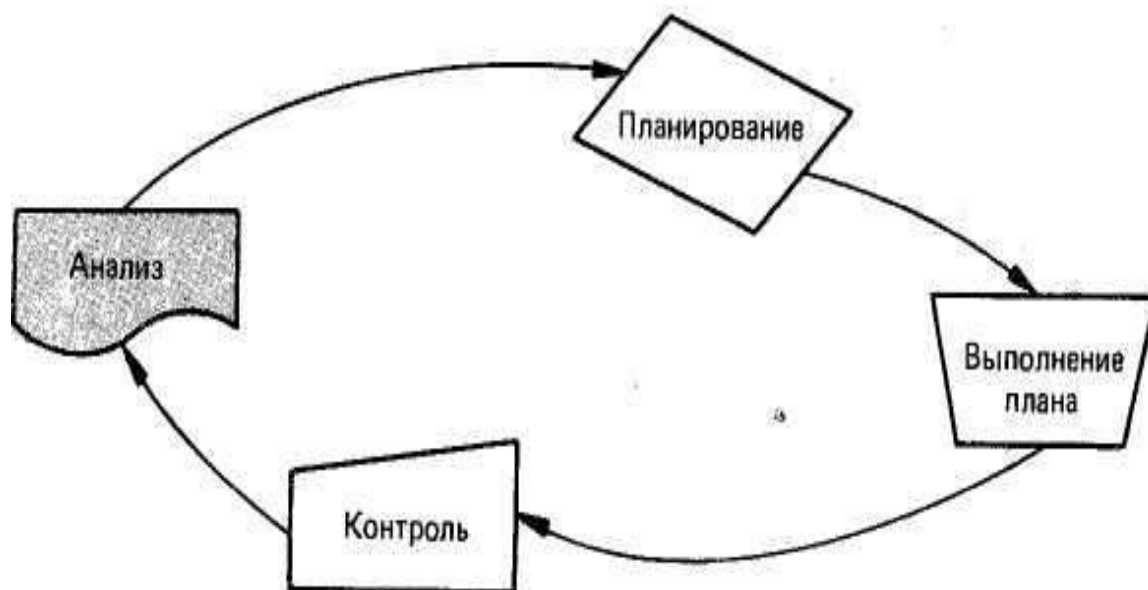 Планирование
Анализ
Выполнение
плана
Контроль